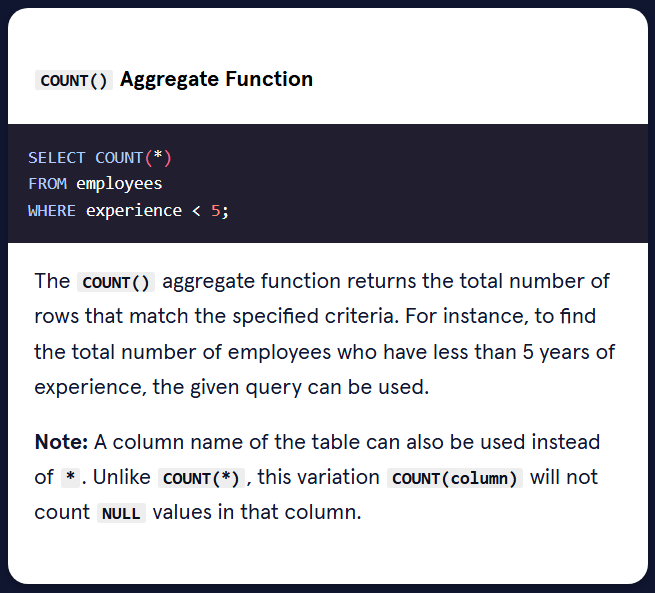 COUNT() Aggregate Function
SELECT COUNT(*)
FROM employees
WHERE experience < 5;
The COUNT() aggregate function returns the total number of
rows that match the specified criteria. For instance, to find
the total number of employees who have less than 5 years of
experience, the given query can be used.
Note: A column name of the table can also be used instead
of *. Unlike COUNT(*), this variation COUNT(column) will not
count NULL values in that column.